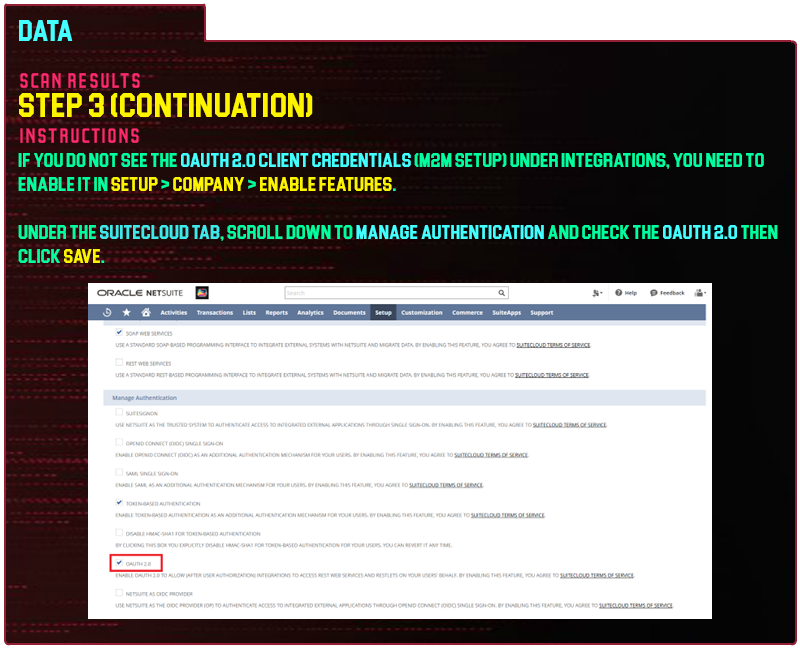 DATA
SCAN RESULTS
STEP 3 (CONTINUATION)
INSTRUCTIONS
IF YOU DO NOT SEE THE OAUTH 2.0 CLIENT CREDENTIALS (M2M SETUP) UNDER INTEGRATIONS, YOU NEED TO
ENABLE IT IN SETUP > COMPANY > ENABLE FEATURES.
UNDER THE SUITECLOUD TAB, SCROLL DOWN TO MANAGE AUTHENTICATION AND CHECK THE OAUTH 2.0 THEN
CLICK SAVE.
ORACLE NETSUITE
Search
Help
Feedback
Activities Transactions Lists Reports Analytics Documents Setup Customization Commerce SuiteApps Support
SOAP WEB SERVICES
USE A STANDARD SOAP-BASED PROGRAMMING INTERFACE TO INTEGRATE EXTERNAL SYSTEMS WITH NETSUITE AND MIGRATE DATA. BY ENABLING THIS FEATURE, YOU AGREE TO SUITECLOUD TERMS OF SERVICE.
REST WEB SERVICES
USE A STANDARD REST-BASED PROGRAMMING INTERFACE TO INTEGRATE EXTERNAL SYSTEMS WITH NETSUITE AND MIGRATE DATA. BY ENABLING THIS FEATURE, YOU AGREE TO SUITECLOUD TERMS OF SERVICE.
Manage Authentication
SUITESIGNON
USE NETSUITE AS THE TRUSTED SYSTEM TO AUTHENTICATE ACCESS TO INTEGRATED EXTERNAL APPLICATIONS THROUGH SINGLE SIGN-ON. BY ENABLING THIS FEATURE, YOU AGREE TO SUITECLOUD TERMS OF SERVICE.
OPENID CONNECT (OIDC) SINGLE SIGN-ON
ENABLE OPENID CONNECT (OIDC) AS AN ADDITIONAL AUTHENTICATION MECHANISM FOR YOUR USERS. BY ENABLING THIS FEATURE, YOU AGREE TO SUITECLOUD TERMS OF SERVICE.
SAML SINGLE SIGN-ON
ENABLE SAML AS AN ADDITIONAL AUTHENTICATION MECHANISM FOR YOUR USERS. BY ENABLING THIS FEATURE, YOU AGREE TO SUITECLOUD TERMS OF SERVICE.
TOKEN-BASED AUTHENTICATION
ENABLE TOKEN-BASED AUTHENTICATION AS AN ADDITIONAL AUTHENTICATION MECHANISM FOR YOUR USERS. BY ENABLING THIS FEATURE, YOU AGREE TO SUITECLOUD TERMS OF SERVICE.
DISABLE HMAC-SHA1 FOR TOKEN-BASED AUTHENTICATION
BY CLICKING THIS BOX YOU EXPLICITLY DISABLE HMAC-SHA1 FOR TOKEN-BASED AUTHENTICATION FOR YOUR USERS. YOU CAN REVERT IT ANY TIME.
OAUTH 2.0
ENABLE OAUTH 2.0 TO ALLOW (AFTER USER AUTHORIZATION) INTEGRATIONS TO ACCESS REST WEB SERVICES AND RESTLETS ON YOUR USERS' BEHALF. BY ENABLING THIS FEATURE, YOU AGREE TO SUITECLOUD TERMS OF SERVICE.
NETSUITE AS OIDC PROVIDER
USE NETSUITE AS THE OIDC PROVIDER (OP) TO AUTHENTICATE ACCESS TO INTEGRATED EXTERNAL APPLICATIONS THROUGH OPENID CONNECT (OIDC) SINGLE SIGN-ON. BY ENABLING THIS FEATURE, YOU AGREE TO SUITECLOUD TERMS OF SERVICE.